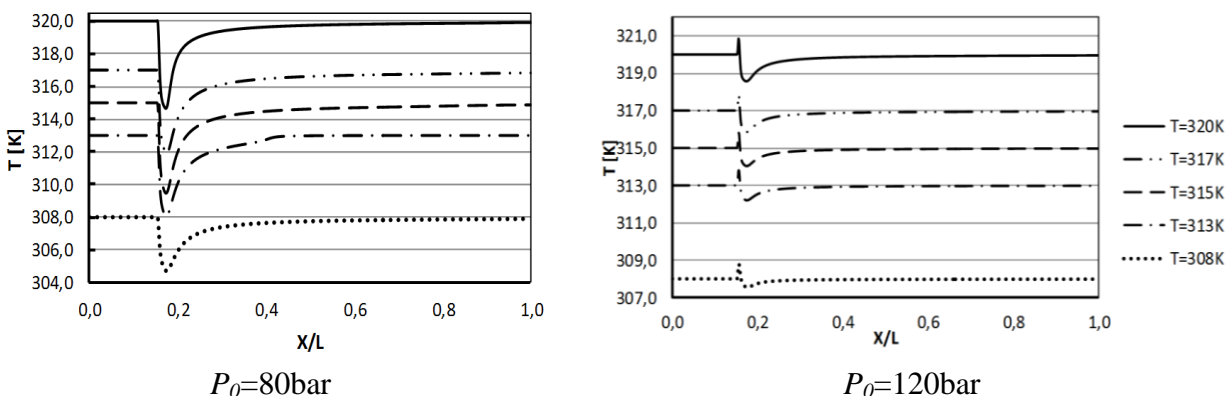 320,0
318,0
316,0
314,0
312,0
310,0
308,0
306,0
304,0
T [K]
0,0 0,2 0,4 0,6 0,8 1,0
X/L
P0=80bar
321,0
319,0
317,0
315,0
313,0
311,0
309,0
307,0
T [K]
0,0 0,2 0,4 0,6 0,8 1,0
X/L
P0=120bar
T=320K
T=317K
T=315K
T=313K
T=308K